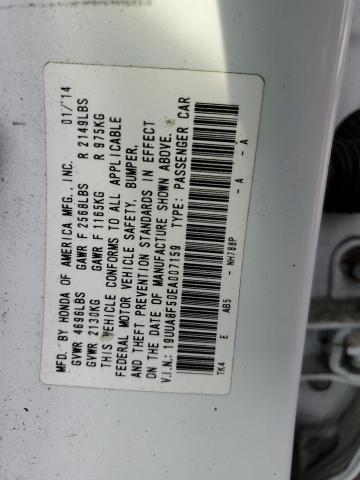 MFD. BY HONDA OF AMERICA MFG., INC. 01/'14
GVWR 4696LBS GAWR F 2568LBS R 2149LBS
GVWR 2130KG GAWR F 1165KG R 975KG
THIS VEHICLE CONFORMS TO ALL APPLICABLE
FEDERAL MOTOR VEHICLE SAFETY, BUMPER,
AND THEFT PREVENTION STANDARDS IN EFFECT
ON THE DATE OF MANUFACTURE SHOWN ABOVE.
V.I.N.: 19UUA8F50EA007159 TYPE: PASSENGER CAR
TK4 E AB5 - NH788P - A - A